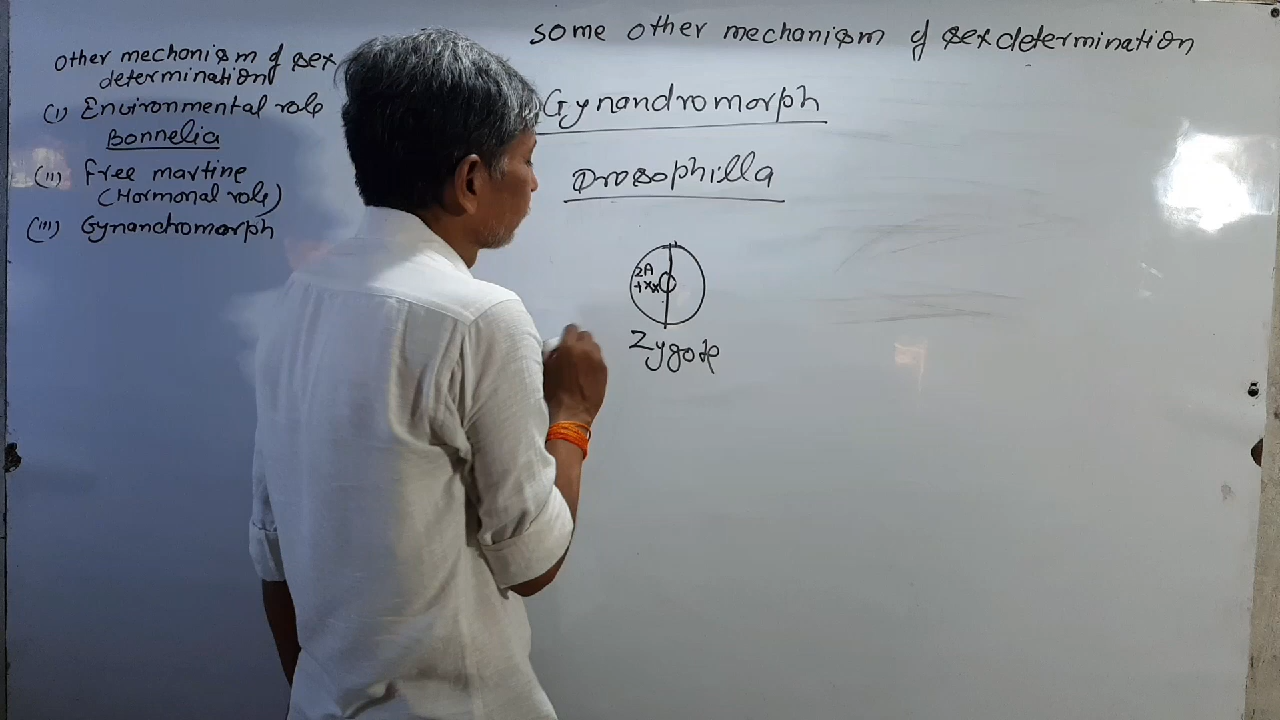 some other mechanism of sex determination
other mechanism of sex
determination
(i) Environmental role
Bonnelia
(ii) Free martine
(Hormonal role)
(iii) Gynandromorph
Gynandromorph
Drosophilla
2A
+XX
Zygote